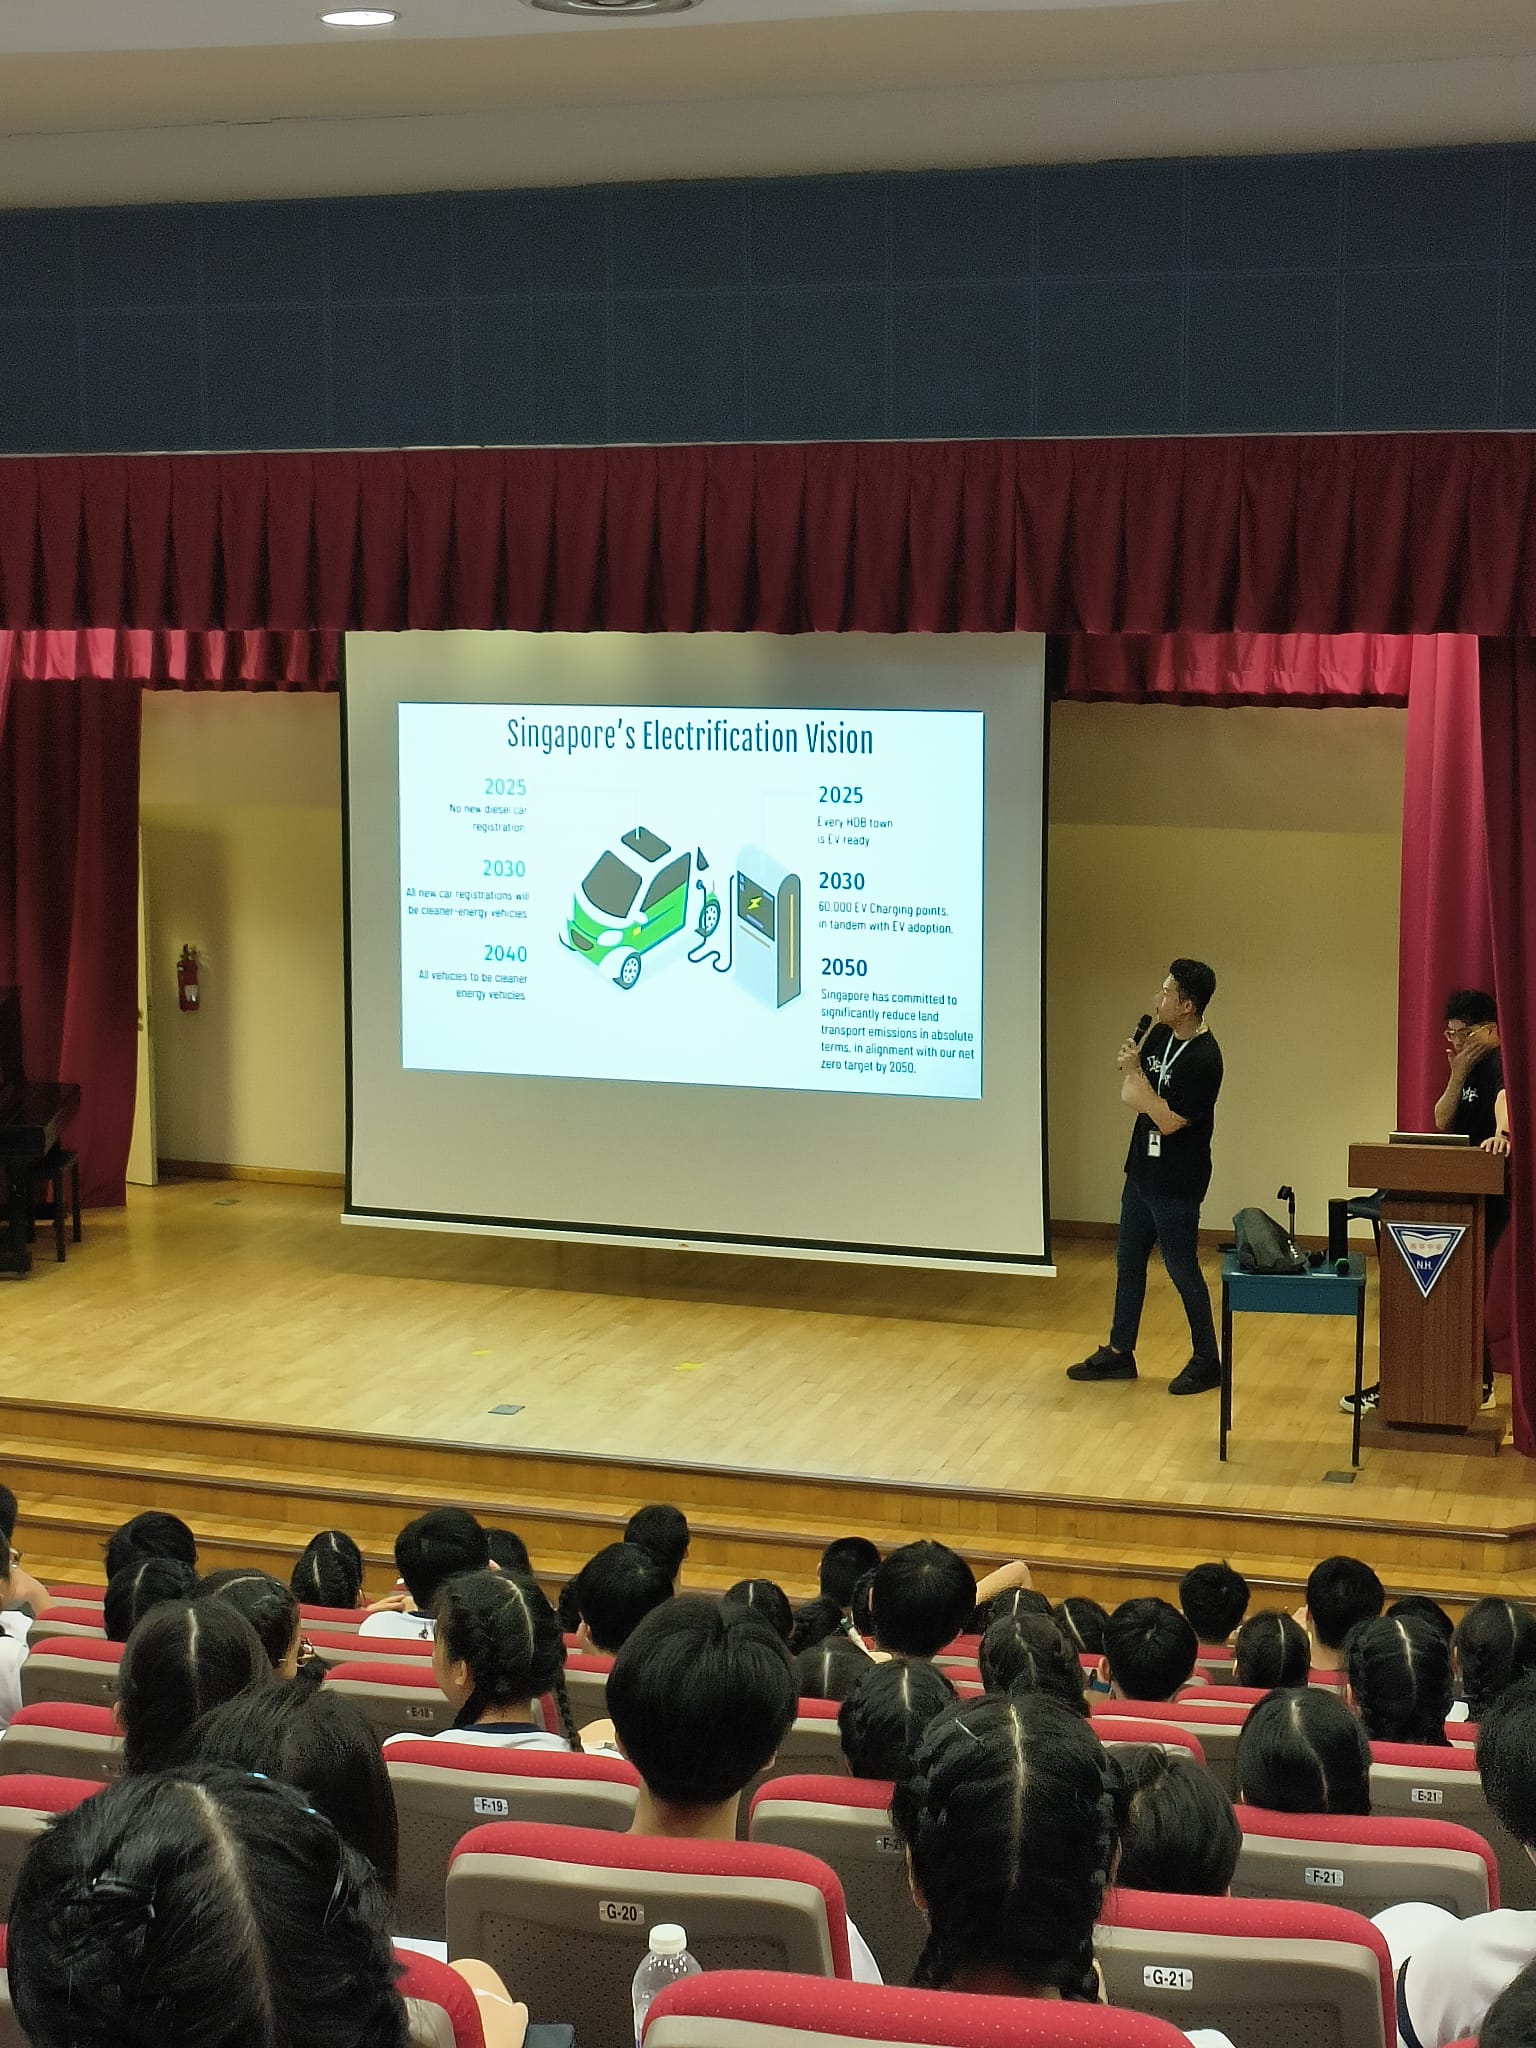 Singapore's Electrification Vision
2025
No new diesel car
registration
2030
All new car registrations will
be cleaner-energy vehicles
2040
All vehicles to be cleaner
energy vehicles
2025
Every HDB town
is EV ready
2030
60,000 EV Charging points,
in tandem with EV adoption.
2050
Singapore has committed to
significantly reduce land
transport emissions in absolute
terms, in alignment with our net
zero target by 2050.
N.H.
E-18
F-19
E-21
F-21
G-20
G-21